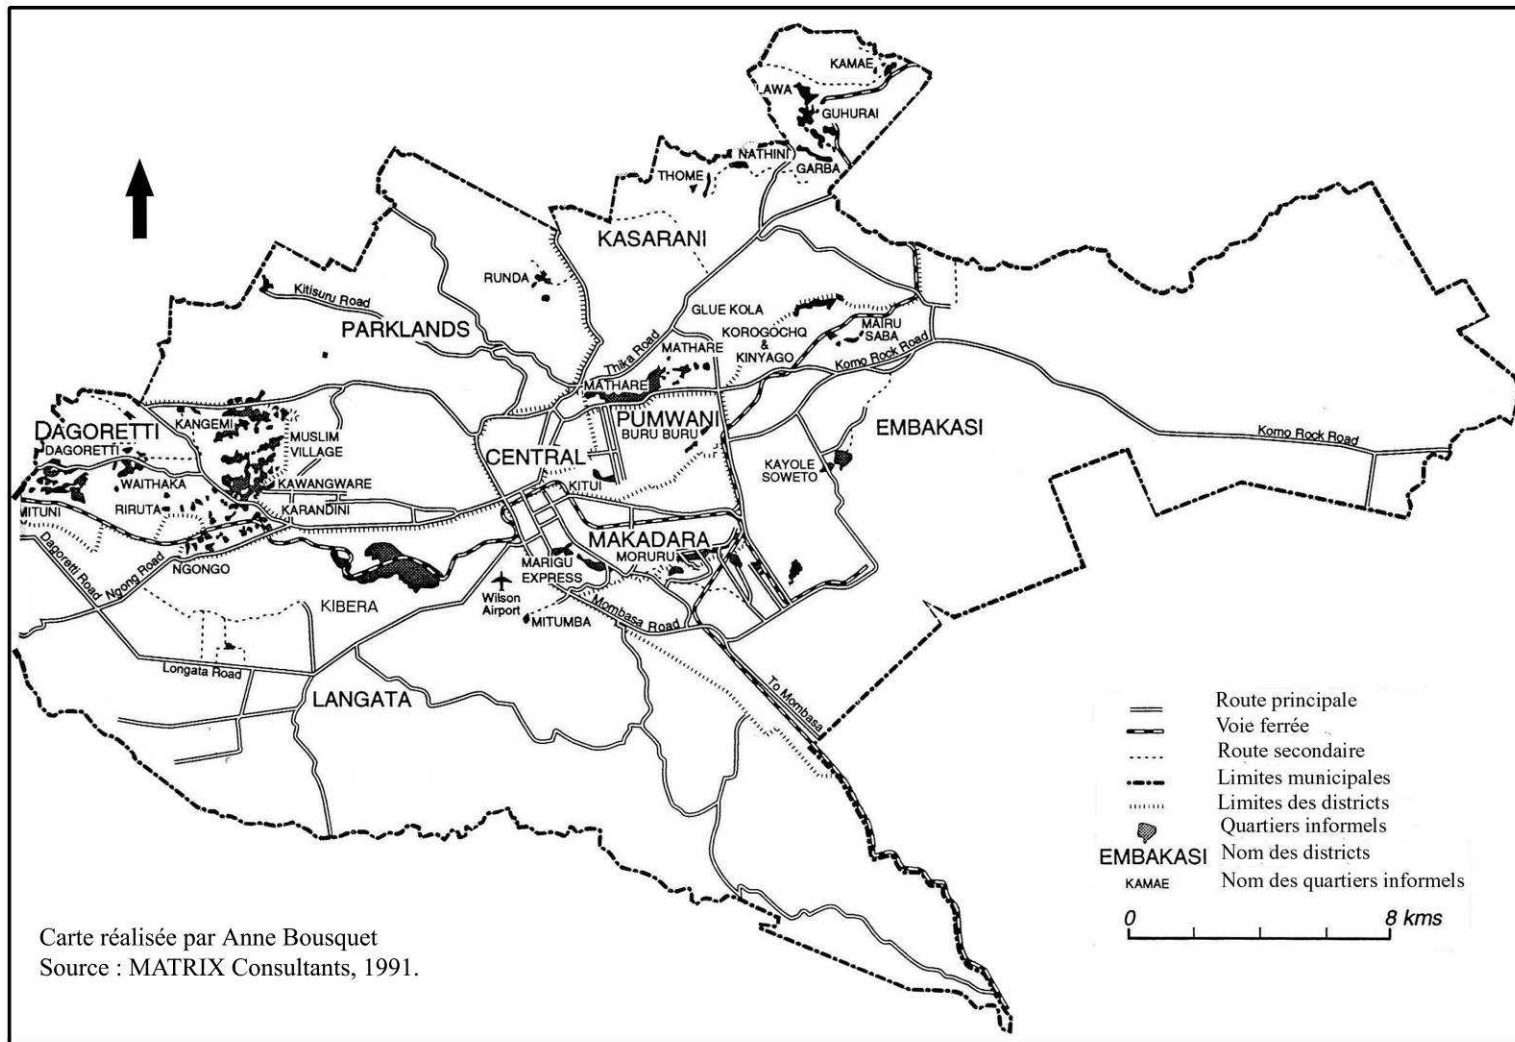 KAMAE
LAWA
GUHURAI
NATHINI
GARBA
THOME
KASARANI
RUNDA
Kitisuru Road
PARKLANDS
GLUE KOLA
KOROGOCHQ
&
KINYAGO
MAIRU
SABA
Thika Road
MATHARE
Komo Rock Road
MATHARE
PUMWANI
BURU BURU
EMBAKASI
Komo Rock Road
DAGORETTI
DAGORETTI
KANGEMI
MUSLIM
VILLAGE
CENTRAL
KAYOLE
SOWETO
WAITHAKA
KAWANGWARE
KITUI
MITUNI
RIRUTA
KARANDINI
MAKADARA
MORURU
Dagoretti Road
Ngong Road
NGONGO
MARIGU
EXPRESS
KIBERA
Wilson
Airport
MITUMBA
Mombasa Road
Longata Road
LANGATA
To Mombasa
Route principale
Voie ferrée
Route secondaire
Limites municipales
Limites des districts
Quartiers informels
EMBAKASI Nom des districts
KAMAE Nom des quartiers informels
0 8 kms
Carte réalisée par Anne Bousquet
Source : MATRIX Consultants, 1991.